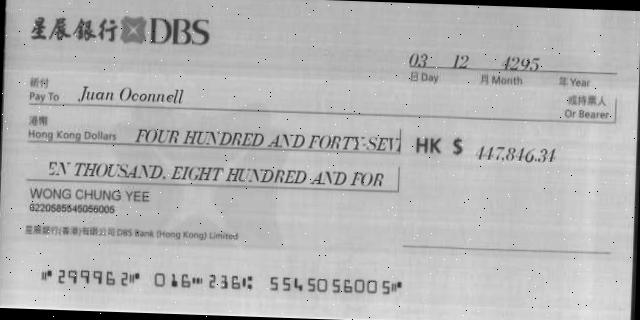 星展銀行 DBS
03 12 4295
日 Day 月 Month 年 Year
祈付
Pay To Juan Oconnell
或持票人
Or Bearer
港幣
Hong Kong Dollars FOUR HUNDRED AND FORTY-SEV
HK $ 447,846.34
EN THOUSAND, EIGHT HUNDRED AND FOR
WONG CHUNG YEE
星展銀行(香港)有限公司 DBS Bank (Hong Kong) Limited
⑈299962⑈ 016⑉236⑆ 5545056005⑈